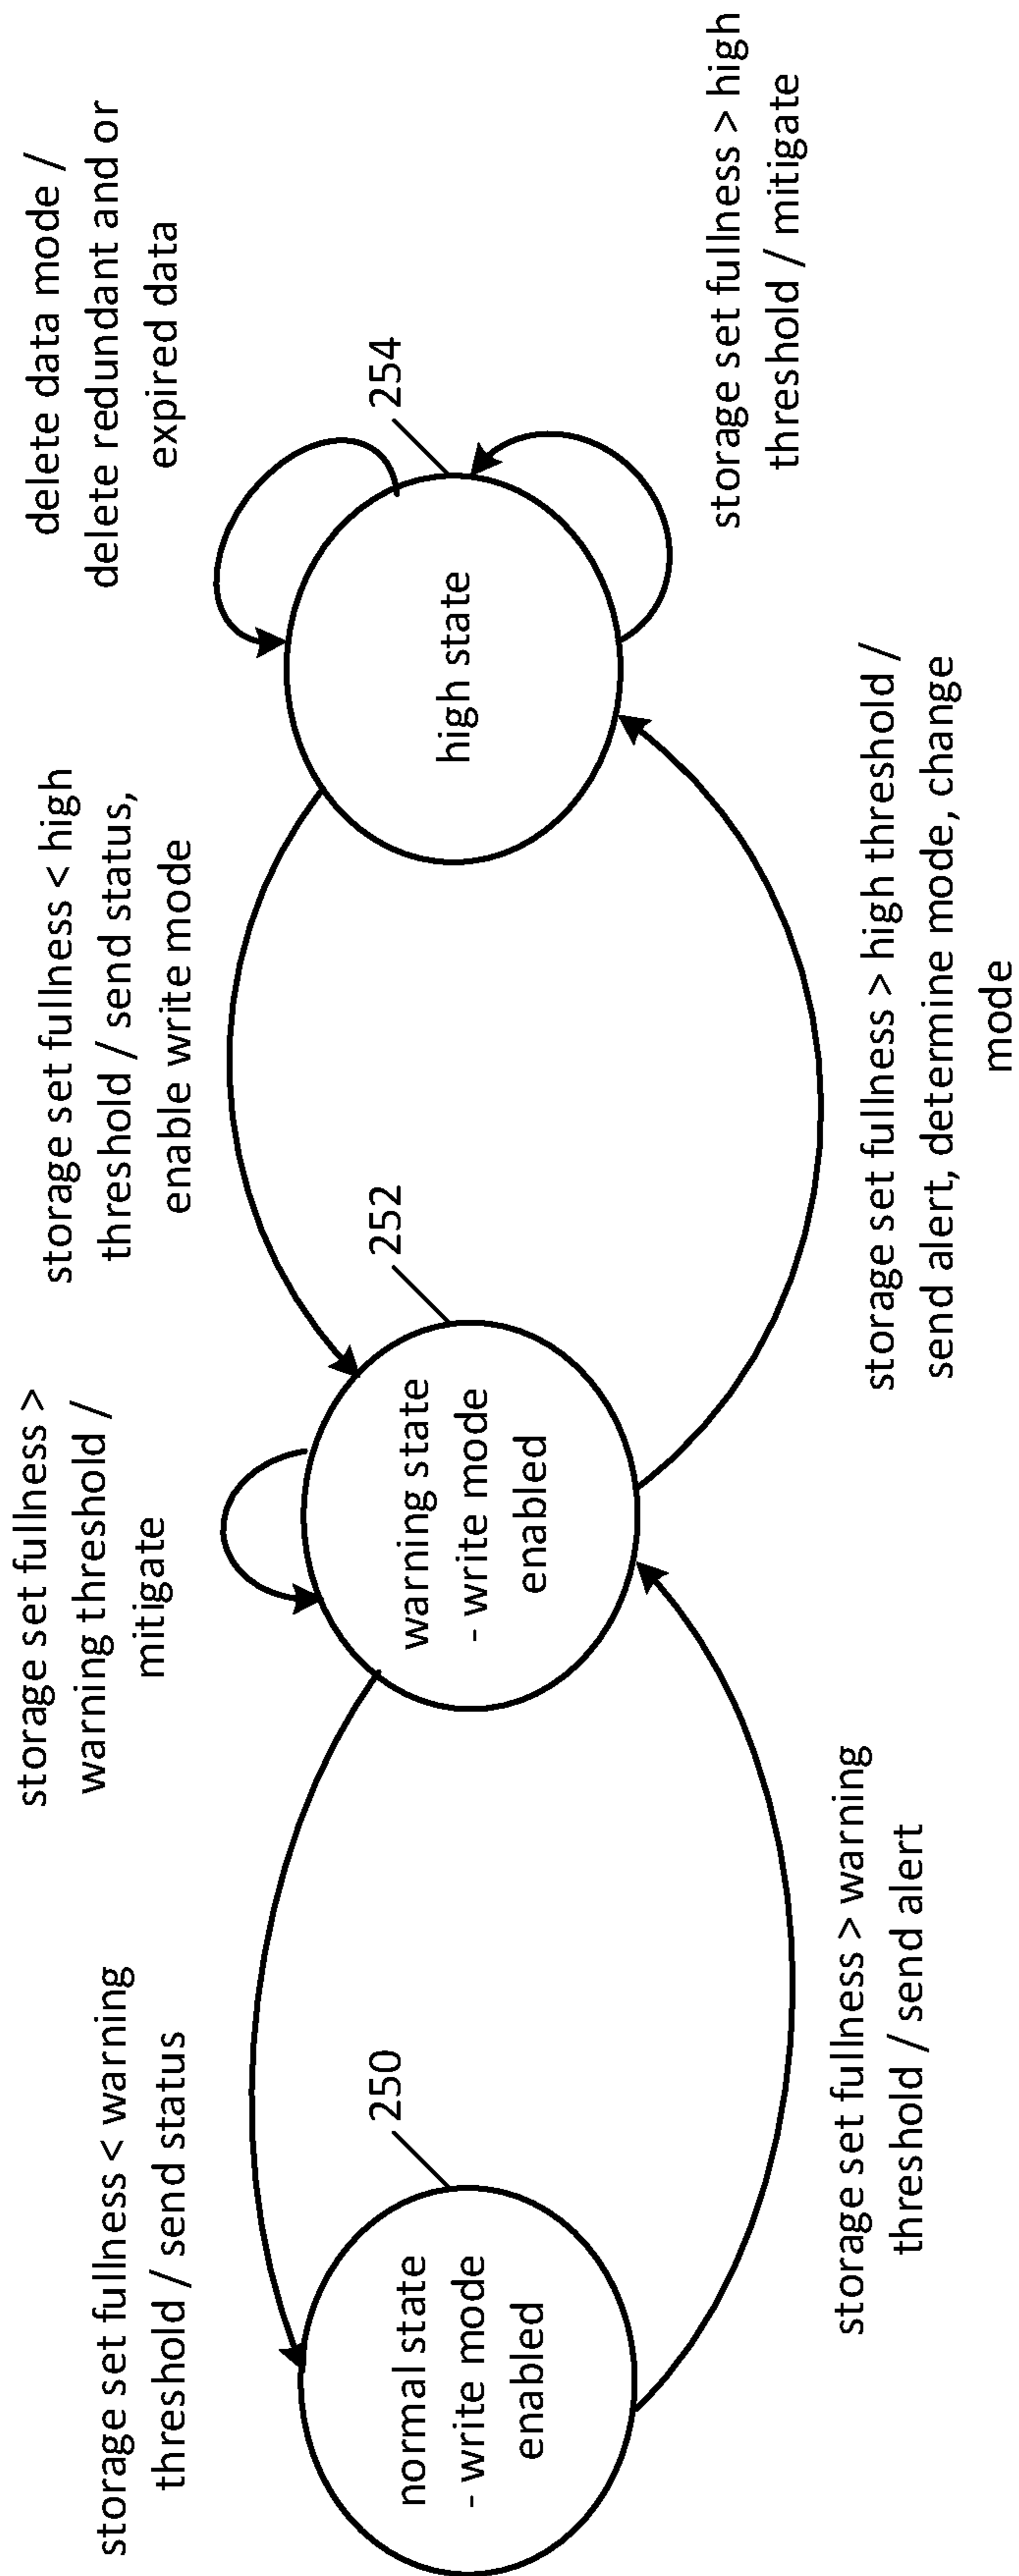 storage set fullness < warning
threshold / send status
storage set fullness >
warning threshold /
mitigate
storage set fullness < high
threshold / send status,
enable write mode
delete data mode /
delete redundant and or
expired data
250
252
254
normal state
- write mode
enabled
warning state
- write mode
enabled
high state
storage set fullness > warning
threshold / send alert
storage set fullness > high threshold /
send alert, determine mode, change
mode
storage set fullness > high
threshold / mitigate